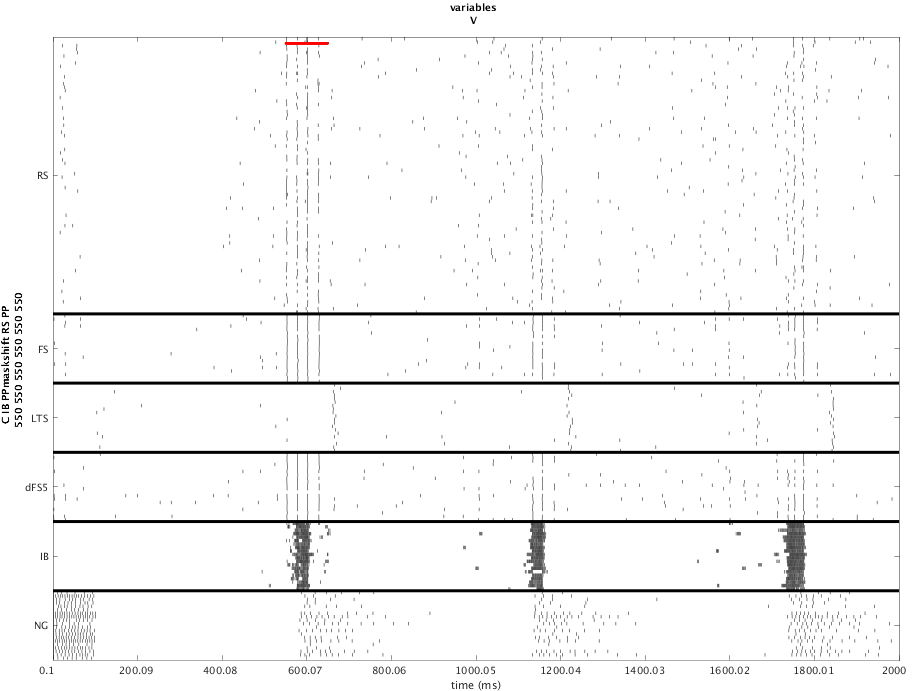 variables
V
C IB PPmaskshift RS PP
550 550 550 550 550 550
RS
FS
LTS
dFS5
IB
NG
0.1 200.09 400.08 600.07 800.06 1000.05 1200.04 1400.03 1600.02 1800.01 2000
time (ms)